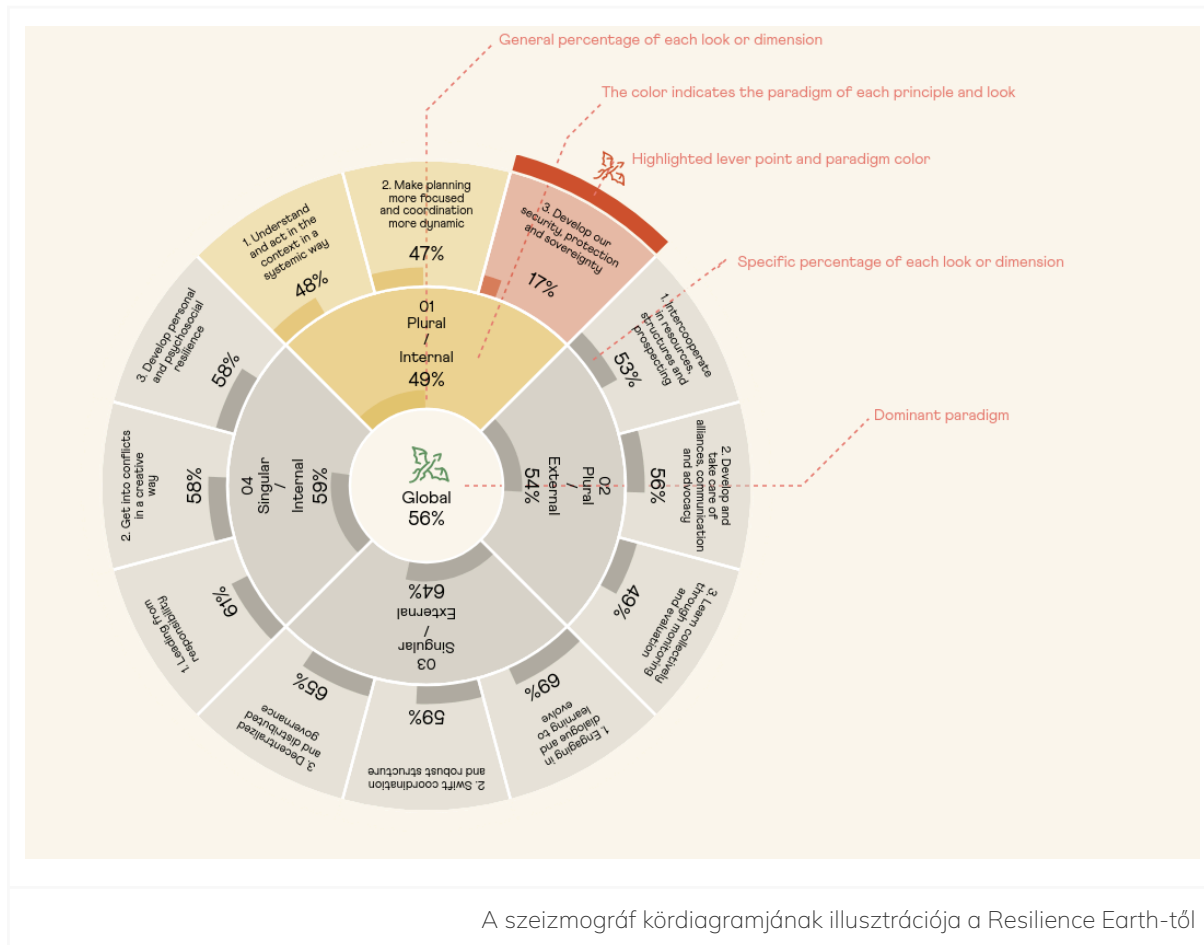 General percentage of each look or dimension
The color indicates the paradigm of each principle and look
Highlighted lever point and paradigm color
Specific percentage of each look or dimension
Dominant paradigm
1. Understand
and act in the
context in a
systemic way
48%
2. Make planning
more focused
and coordination
more dynamic
47%
3. Develop our
security, protection
and sovereignty
17%
01
Plural
/
Internal
49%
1. Intercooperate
in resources,
structures and
prospecting
53%
2. Develop and
take care of
alliances, communication
and advocacy
56%
3. Learn collectively
through monitoring
and evaluation
49%
02
Plural
/
External
54%
1. Engaging in
dialogue and
learning to
evolve
69%
2. Swift coordination
and robust structure
59%
3. Decentralized
and distributed
governance
65%
03
Singular
/
External
64%
1. Leading from
responsibility
61%
2. Get into conflicts
in a creative
way
58%
3. Develop personal
and psychosocial
resilience
58%
04
Singular
/
Internal
59%
Global
56%
A szeizmográf kördiagramjának illusztrációja a Resilience Earth-től